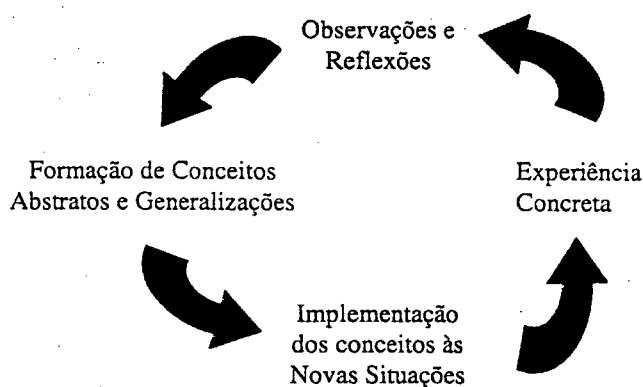 Observações e
Reflexões
Formação de Conceitos
Abstratos e Generalizações
Experiência
Concreta
Implementação
dos conceitos às
Novas Situações